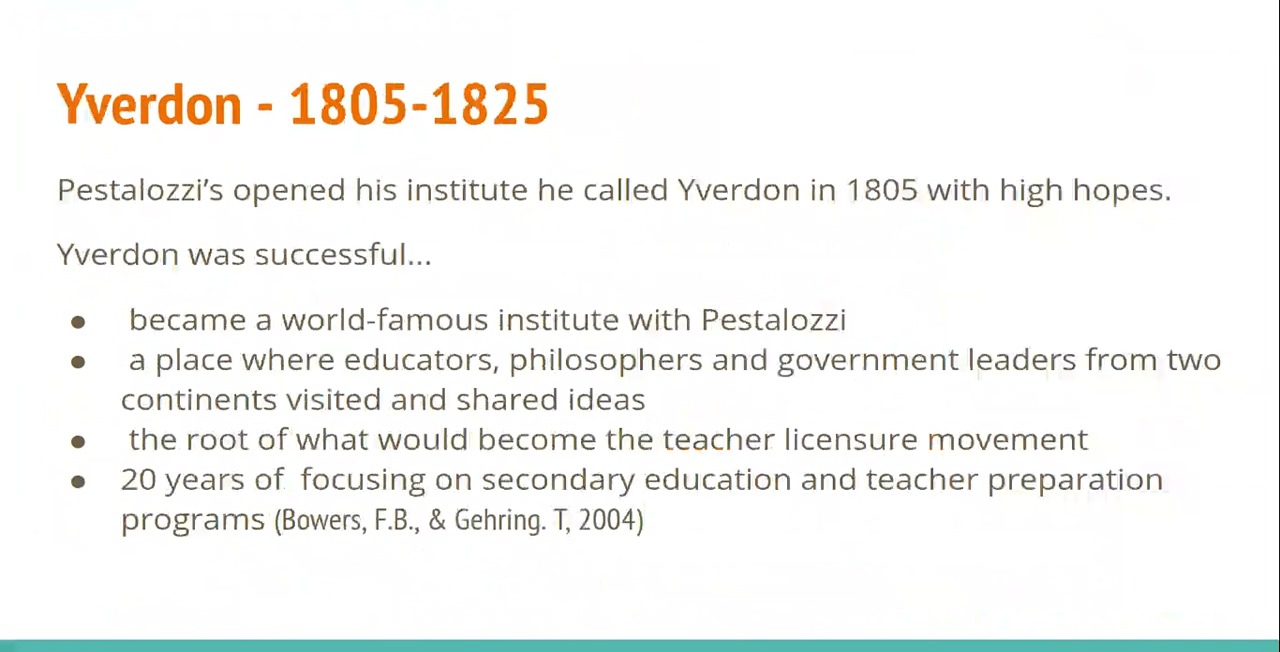 Yverdon - 1805-1825
Pestalozzi's opened his institute he called Yverdon in 1805 with high hopes.
Yverdon was successful...
● became a world-famous institute with Pestalozzi
● a place where educators, philosophers and government leaders from two
continents visited and shared ideas
● the root of what would become the teacher licensure movement
● 20 years of focusing on secondary education and teacher preparation
programs (Bowers, F.B., & Gehring. T, 2004)